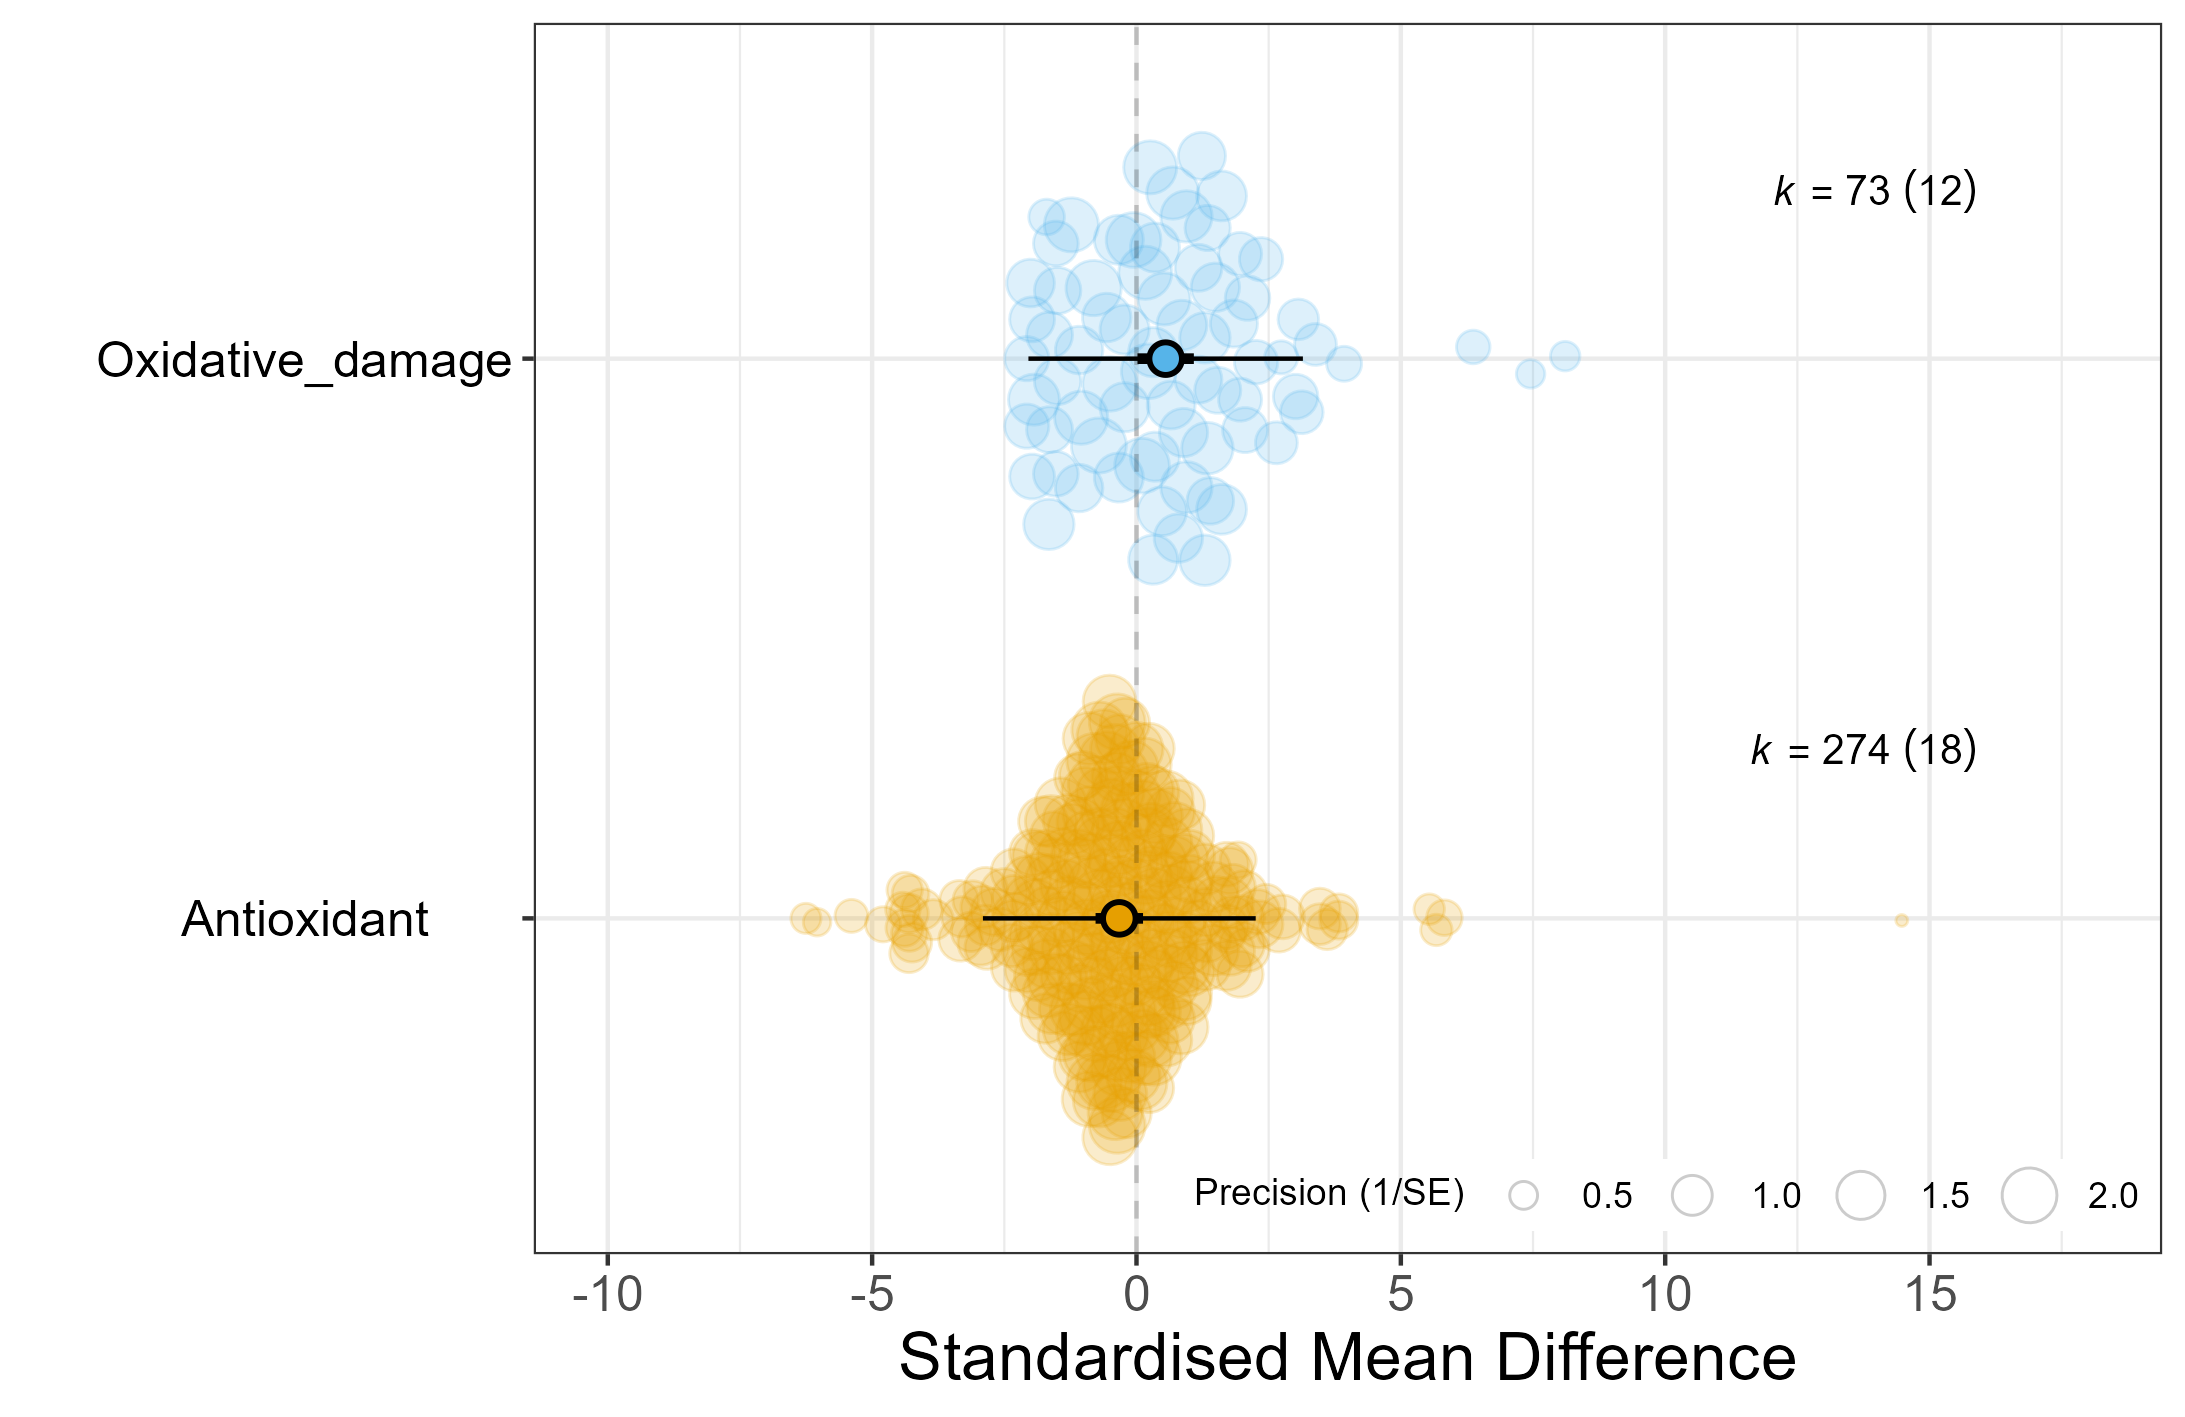 k = 73 (12)
Oxidative_damage
k = 274 (18)
Antioxidant
Precision (1/SE) 0.5 1.0 1.5 2.0
-10 -5 0 5 10 15
Standardised Mean Difference